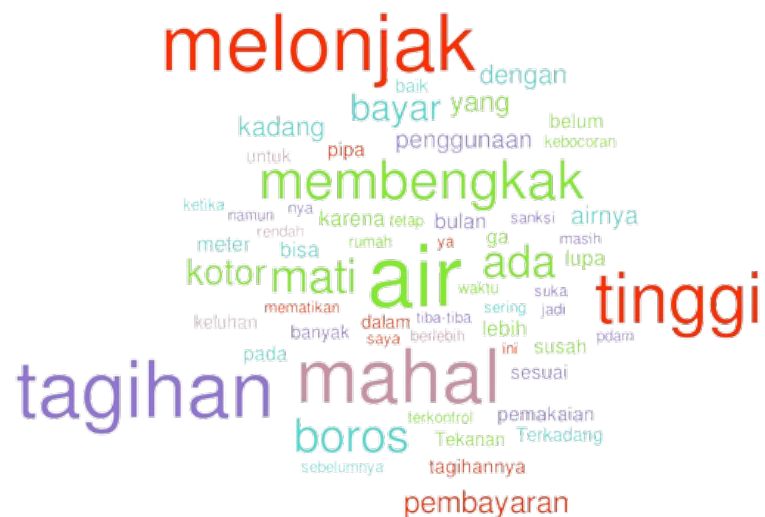 melonjak
dengan
baik
bayar yang
kadang
belum
penggunaan kebocoran
pipa
untuk
membengkak
ketika
namun nya
karena tetap bulan sanksi airnya
rendah
meter bisa rumah ya ga masih
kotor mati air ada lupa
waktu suka
tinggi
mematikan sering jadi
keluhan banyak dalam tiba-tiba lebih
saya berlebih pdam
pada ini susah
tagihan mahal sesuai
terkontrol pemakaian
boros Tekanan Terkadang
sebelumnya tagihannya
pembayaran